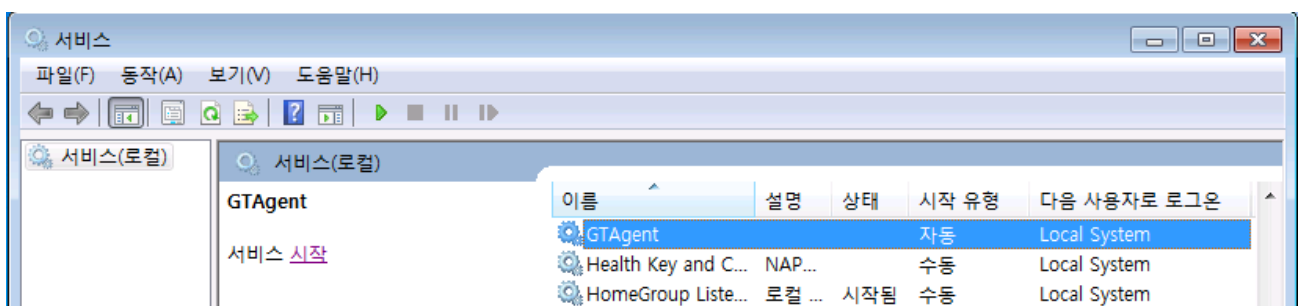 서비스
파일(F) 동작(A) 보기(V) 도움말(H)
서비스(로컬) 서비스(로컬)
GTAgent
서비스 시작
이름 설명 상태 시작 유형 다음 사용자로 로그온
GTAgent 자동 Local System
Health Key and C... NAP... 수동 Local System
HomeGroup Liste... 로컬 ... 시작됨 수동 Local System